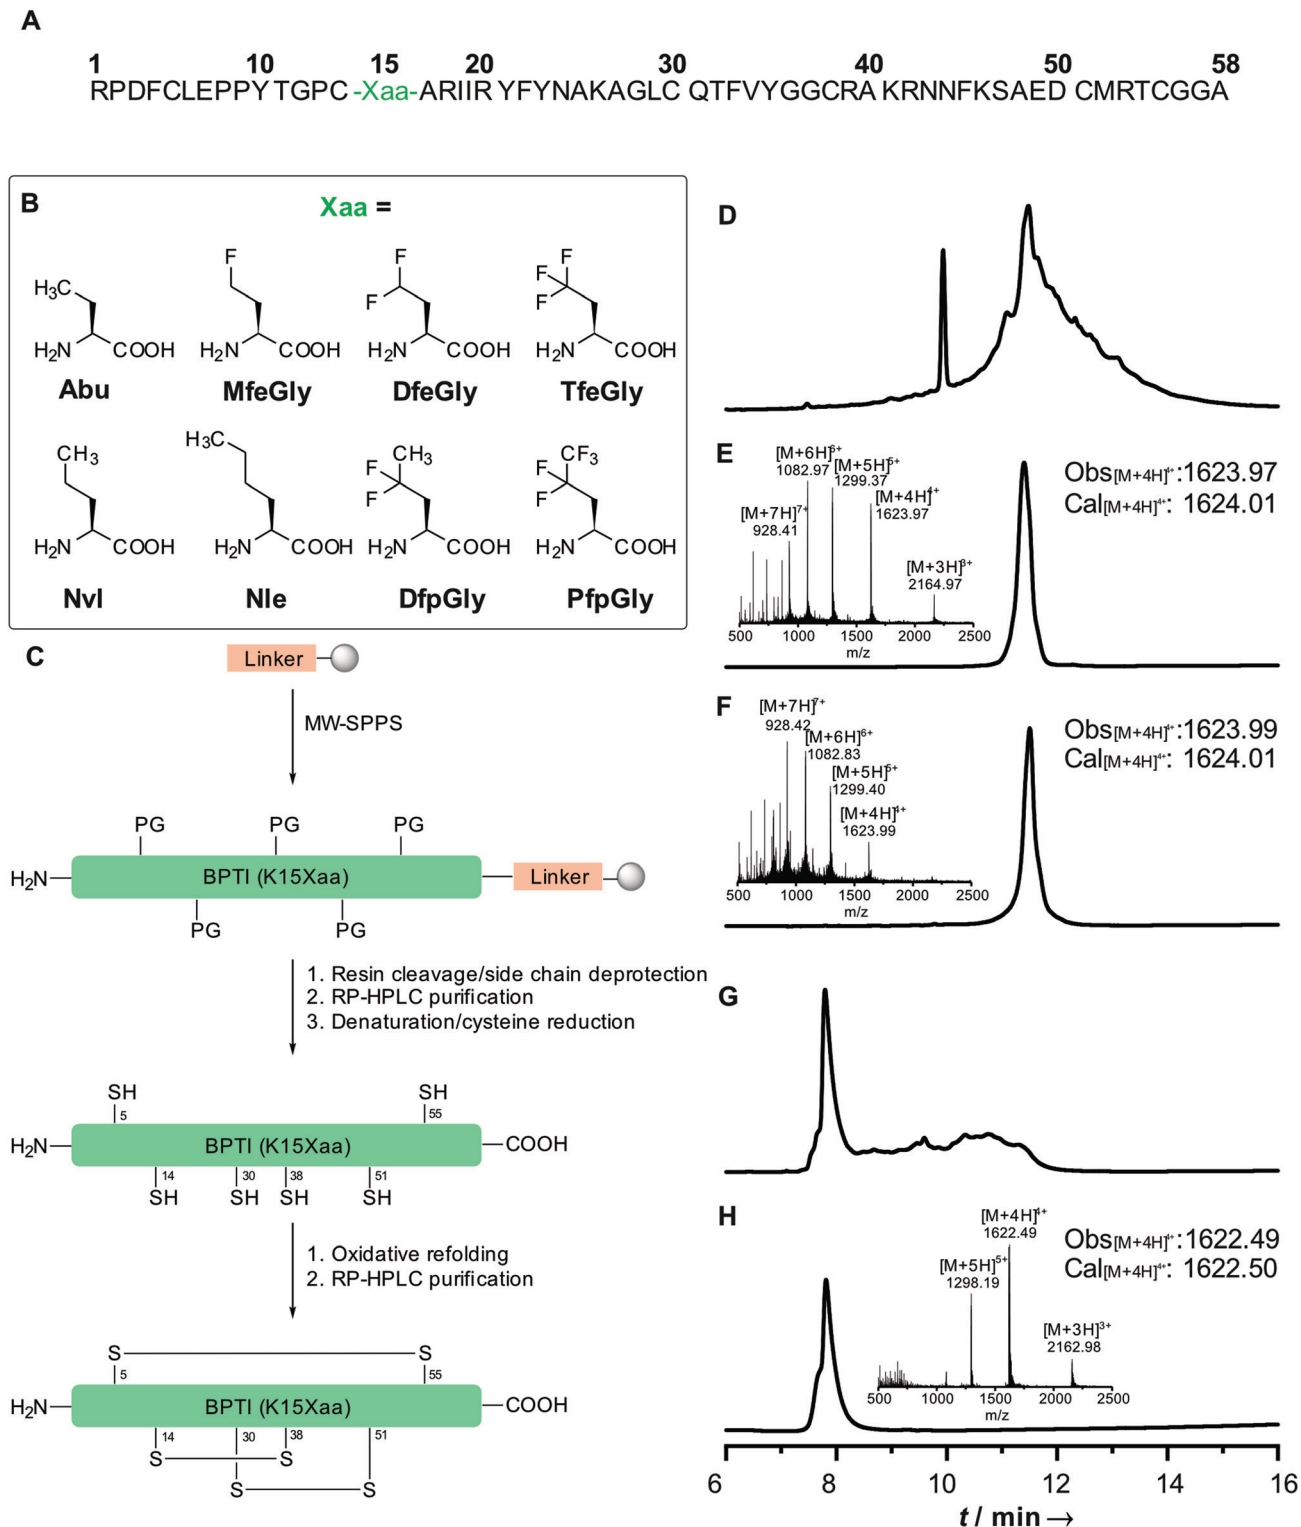 A
1 10 15 20 30 40 50 58
RPDFCLEPPYTGPC -Xaa- ARIIRYFYNAKAGLC QTFVYGGCRA KRNNFKSAED CMRTCGGA
B
Xaa =
H₃C
H₂N COOH
Abu
F
H₂N COOH
MfeGly
F
F
H₂N COOH
DfeGly
F F
F
H₂N COOH
TfeGly
CH₃
H₂N COOH
Nvl
H₃C
H₂N COOH
Nle
F CH₃
F
H₂N COOH
DfpGly
F CF₃
F
H₂N COOH
PfpGly
C
Linker
MW-SPPS
PG PG PG
H₂N BPTI (K15Xaa) Linker
PG PG
1. Resin cleavage/side chain deprotection
2. RP-HPLC purification
3. Denaturation/cysteine reduction
SH SH
5 55
H₂N BPTI (K15Xaa) COOH
14 30 38 51
SH SH SH SH
1. Oxidative refolding
2. RP-HPLC purification
S S
5 55
H₂N BPTI (K15Xaa) COOH
14 30 38 51
S S
S S
D
E
[M+6H]⁶⁺
1082.97
[M+5H]⁵⁺
1299.37
[M+4H]⁴⁺
1623.97
[M+7H]⁷⁺
928.41
[M+3H]³⁺
2164.97
500 1000 1500 2000 2500
m/z
Obs[M+4H]⁴⁺:1623.97
Cal[M+4H]⁴⁺: 1624.01
F
[M+7H]⁷⁺
928.42
[M+6H]⁶⁺
1082.83
[M+5H]⁵⁺
1299.40
[M+4H]⁴⁺
1623.99
500 1000 1500 2000 2500
m/z
Obs[M+4H]⁴⁺:1623.99
Cal[M+4H]⁴⁺: 1624.01
G
H
[M+4H]⁴⁺
1622.49
[M+5H]⁵⁺
1298.19
[M+3H]³⁺
2162.98
500 1000 1500 2000 2500
m/z
Obs[M+4H]⁴⁺:1622.49
Cal[M+4H]⁴⁺: 1622.50
6 8 10 12 14 16
t / min →